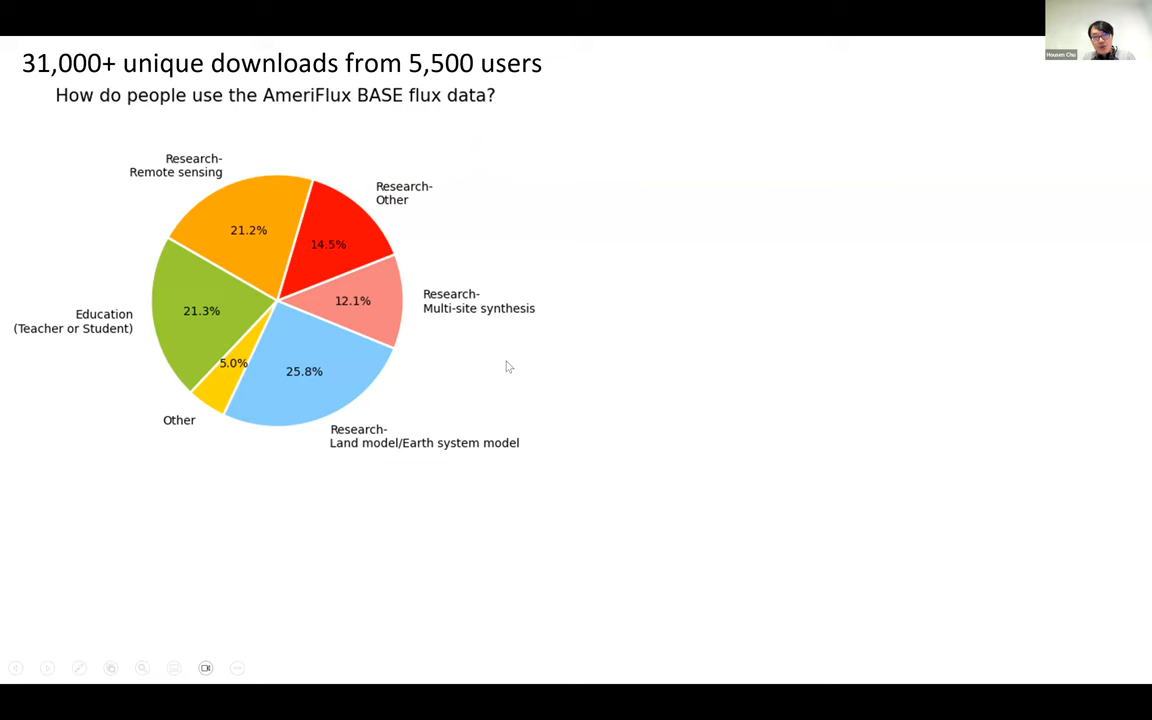 Housen Chu
31,000+ unique downloads from 5,500 users
How do people use the AmeriFlux BASE flux data?
Research-
Remote sensing
21.2%
Research-
Other
14.5%
Research-
Multi-site synthesis
12.1%
Education
(Teacher or Student)
21.3%
5.0%
Other
25.8%
Research-
Land model/Earth system model